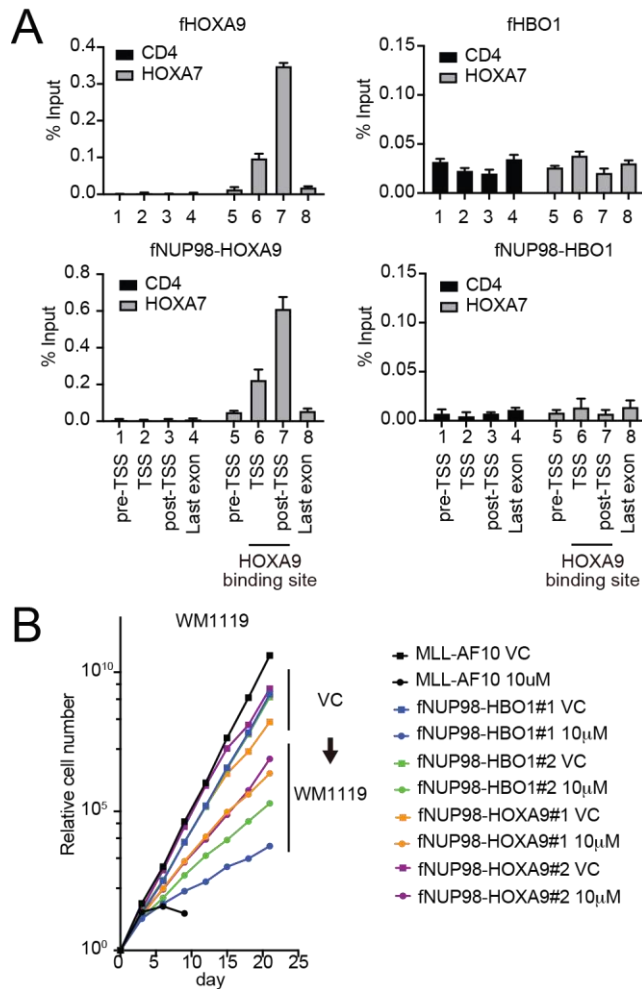 A
fHOXA9
CD4
HOXA7
% Input
0.4
0.3
0.2
0.1
0.0
1 2 3 4 5 6 7 8
fHBO1
CD4
HOXA7
% Input
0.15
0.10
0.05
0.00
1 2 3 4 5 6 7 8
fNUP98-HOXA9
CD4
HOXA7
% Input
0.8
0.6
0.4
0.2
0.0
1 2 3 4 5 6 7 8
pre-TSS
TSS
post-TSS
Last exon
pre-TSS
TSS
post-TSS
Last exon
HOXA9
binding site
fNUP98-HBO1
CD4
HOXA7
% Input
0.15
0.10
0.05
0.00
1 2 3 4 5 6 7 8
pre-TSS
TSS
post-TSS
Last exon
pre-TSS
TSS
post-TSS
Last exon
HOXA9
binding site
B
WM1119
Relative cell number
10¹⁰
10⁵
10⁰
0 5 10 15 20 25
day
VC
WM1119
MLL-AF10 VC
MLL-AF10 10uM
fNUP98-HBO1#1 VC
fNUP98-HBO1#1 10μM
fNUP98-HBO1#2 VC
fNUP98-HBO1#2 10μM
fNUP98-HOXA9#1 VC
fNUP98-HOXA9#1 10μM
fNUP98-HOXA9#2 VC
fNUP98-HOXA9#2 10μM